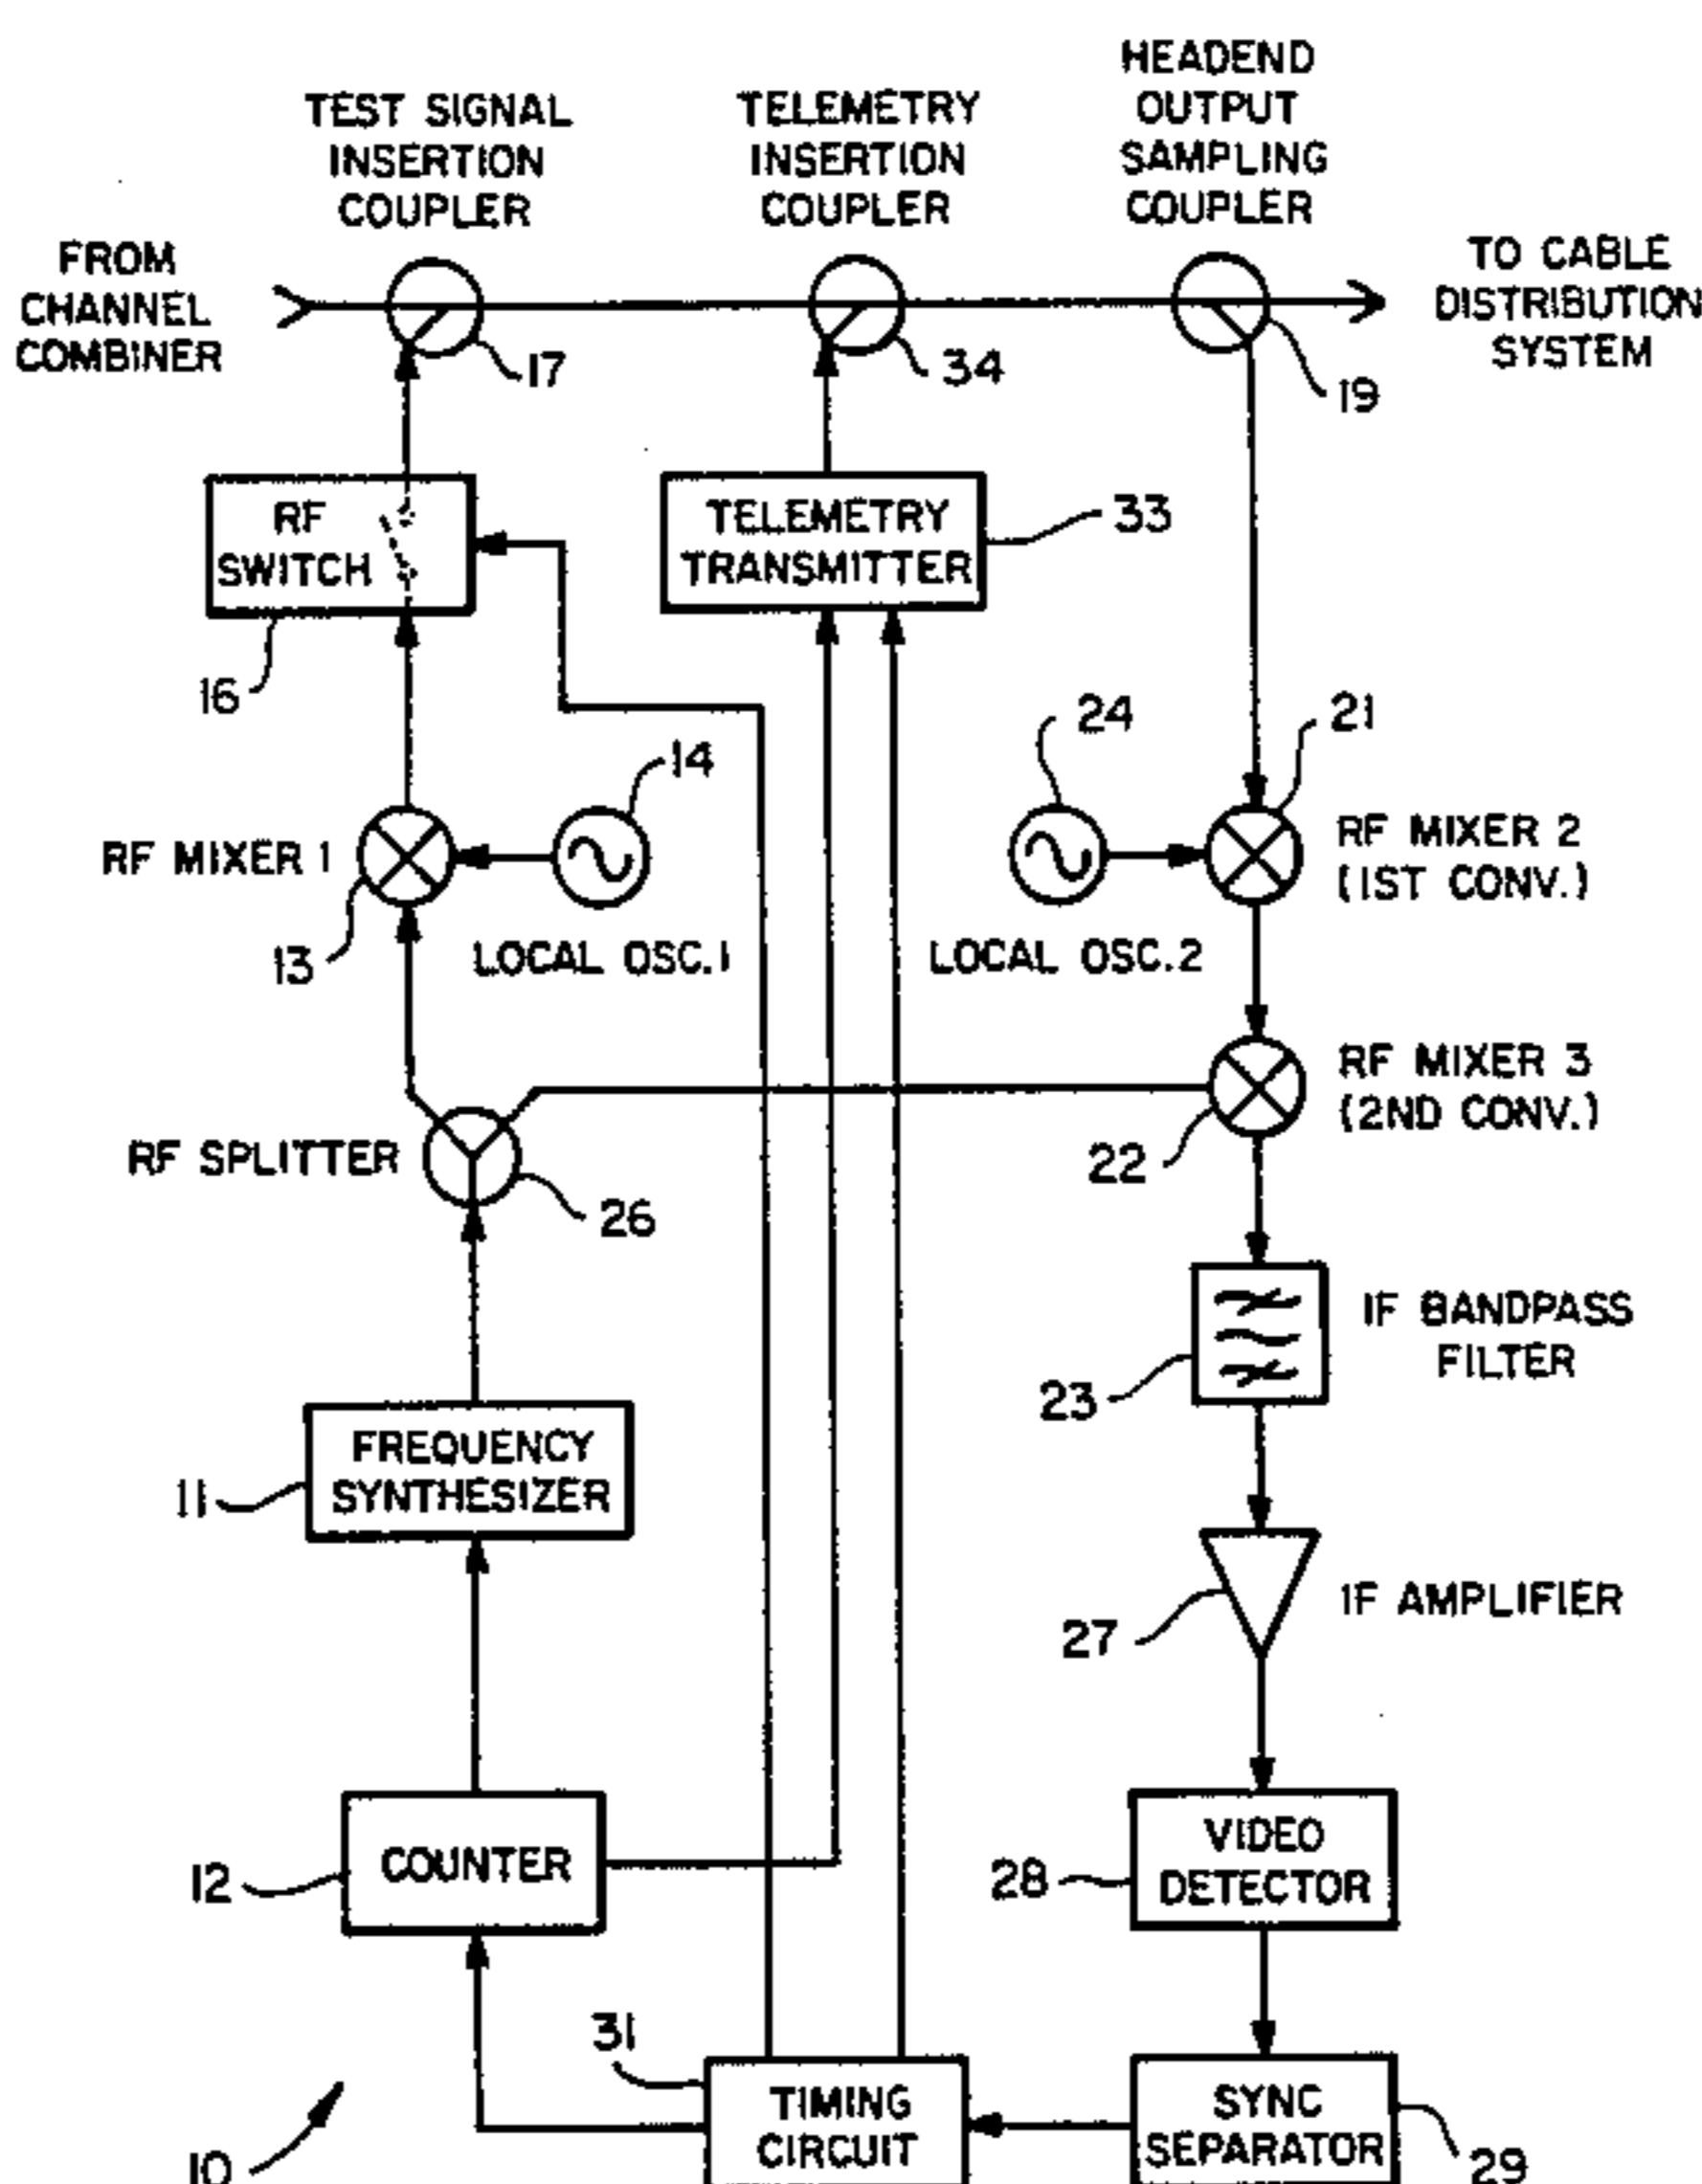 HEADEND
OUTPUT
SAMPLING
COUPLER
TEST SIGNAL
INSERTION
COUPLER
TELEMETRY
INSERTION
COUPLER
FROM
CHANNEL
COMBINER
TO CABLE
DISTRIBUTION
SYSTEM
17
34
19
RF
SWITCH
TELEMETRY
TRANSMITTER
33
16
14
24
21
RF MIXER 1
RF MIXER 2
(1ST CONV.)
13
LOCAL OSC.1
LOCAL OSC.2
RF MIXER 3
(2ND CONV.)
22
RF SPLITTER
26
IF BANDPASS
FILTER
23
FREQUENCY
SYNTHESIZER
11
27
IF AMPLIFIER
COUNTER
12
VIDEO
DETECTOR
28
31
TIMING
CIRCUIT
SYNC
SEPARATOR
10
29